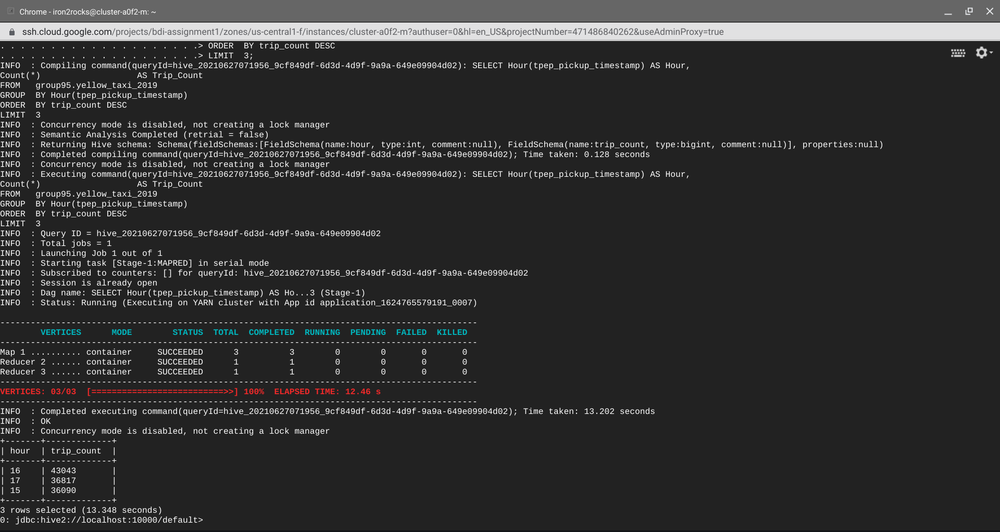 Chrome - iron2rocks@cluster-a0f2-m: ~
ssh.cloud.google.com/projects/bdi-assignment1/zones/us-central1-f/instances/cluster-a0f2-m?authuser=0&hl=en_US&projectNumber=471486840262&useAdminProxy=true
. . . . . . . . . . . . . . . . . . . .> ORDER  BY trip_count DESC
. . . . . . . . . . . . . . . . . . . .> LIMIT  3;
INFO  : Compiling command(queryId=hive_20210627071956_9cf849df-6d3d-4d9f-9a9a-649e09904d02): SELECT Hour(tpep_pickup_timestamp) AS Hour,
Count(*)                   AS Trip_Count
FROM   group95.yellow_taxi_2019
GROUP  BY Hour(tpep_pickup_timestamp)
ORDER  BY trip_count DESC
LIMIT  3
INFO  : Concurrency mode is disabled, not creating a lock manager
INFO  : Semantic Analysis Completed (retrial = false)
INFO  : Returning Hive schema: Schema(fieldSchemas:[FieldSchema(name:hour, type:int, comment:null), FieldSchema(name:trip_count, type:bigint, comment:null)], properties:null)
INFO  : Completed compiling command(queryId=hive_20210627071956_9cf849df-6d3d-4d9f-9a9a-649e09904d02); Time taken: 0.128 seconds
INFO  : Concurrency mode is disabled, not creating a lock manager
INFO  : Executing command(queryId=hive_20210627071956_9cf849df-6d3d-4d9f-9a9a-649e09904d02): SELECT Hour(tpep_pickup_timestamp) AS Hour,
Count(*)                   AS Trip_Count
FROM   group95.yellow_taxi_2019
GROUP  BY Hour(tpep_pickup_timestamp)
ORDER  BY trip_count DESC
LIMIT  3
INFO  : Query ID = hive_20210627071956_9cf849df-6d3d-4d9f-9a9a-649e09904d02
INFO  : Total jobs = 1
INFO  : Launching Job 1 out of 1
INFO  : Starting task [Stage-1:MAPRED] in serial mode
INFO  : Subscribed to counters: [] for queryId: hive_20210627071956_9cf849df-6d3d-4d9f-9a9a-649e09904d02
INFO  : Session is already open
INFO  : Dag name: SELECT Hour(tpep_pickup_timestamp) AS Ho...3 (Stage-1)
INFO  : Status: Running (Executing on YARN cluster with App id application_1624765579191_0007)
----------------------------------------------------------------------------------------------
        VERTICES      MODE        STATUS  TOTAL  COMPLETED  RUNNING  PENDING  FAILED  KILLED
----------------------------------------------------------------------------------------------
Map 1 .......... container     SUCCEEDED      3          3        0        0       0       0
Reducer 2 ...... container     SUCCEEDED      1          1        0        0       0       0
Reducer 3 ...... container     SUCCEEDED      1          1        0        0       0       0
----------------------------------------------------------------------------------------------
VERTICES: 03/03  [==========================>>] 100%  ELAPSED TIME: 12.46 s
----------------------------------------------------------------------------------------------
INFO  : Completed executing command(queryId=hive_20210627071956_9cf849df-6d3d-4d9f-9a9a-649e09904d02); Time taken: 13.202 seconds
INFO  : OK
INFO  : Concurrency mode is disabled, not creating a lock manager
+-------+-------------+
| hour  | trip_count  |
+-------+-------------+
| 16    | 43043       |
| 17    | 36817       |
| 15    | 36090       |
+-------+-------------+
3 rows selected (13.348 seconds)
0: jdbc:hive2://localhost:10000/default>